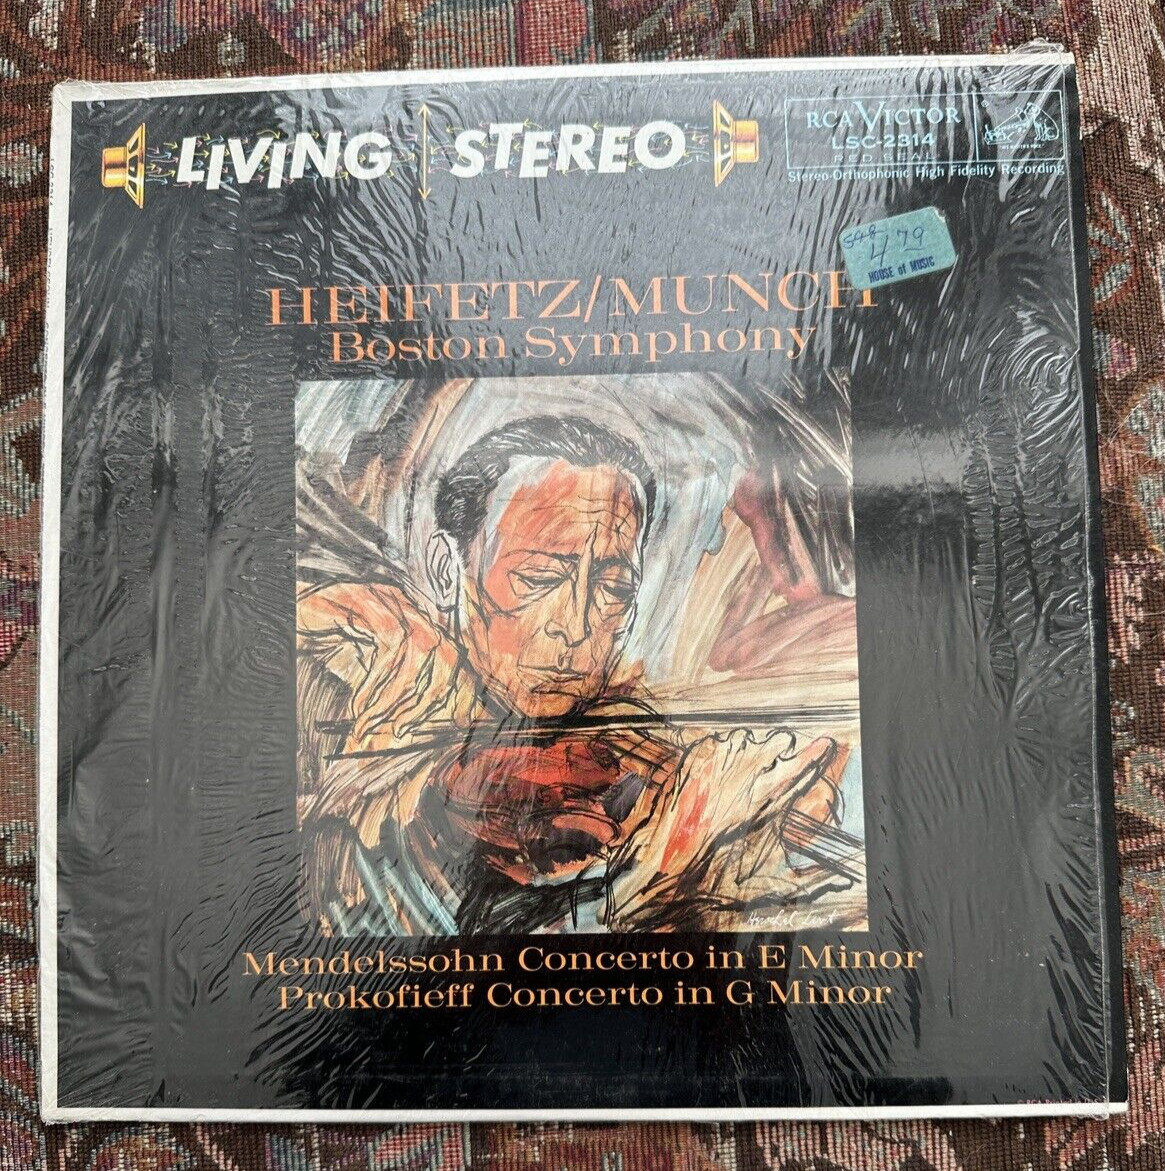 LIVING STEREO
RCA VICTOR
LSC-2314
RED SEAL
Stereo-Orthophonic High Fidelity Recording
548
4 79
HOUSE of MUSIC
HEIFETZ/MUNCH
Boston Symphony
Mendelssohn Concerto in E Minor
Prokofieff Concerto in G Minor